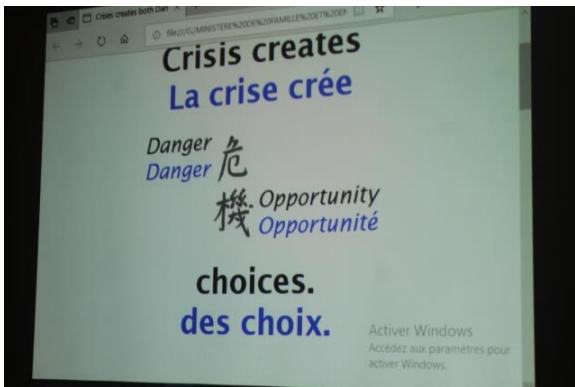 Crises creates both Dan
file:///G:/MINISTERE%20DE%20FAMILLE%20ET%20EN
Crisis creates
La crise crée
Danger
Danger
危
機
Opportunity
Opportunité
choices.
des choix.
Activer Windows
Accédez aux paramètres pour
activer Windows.